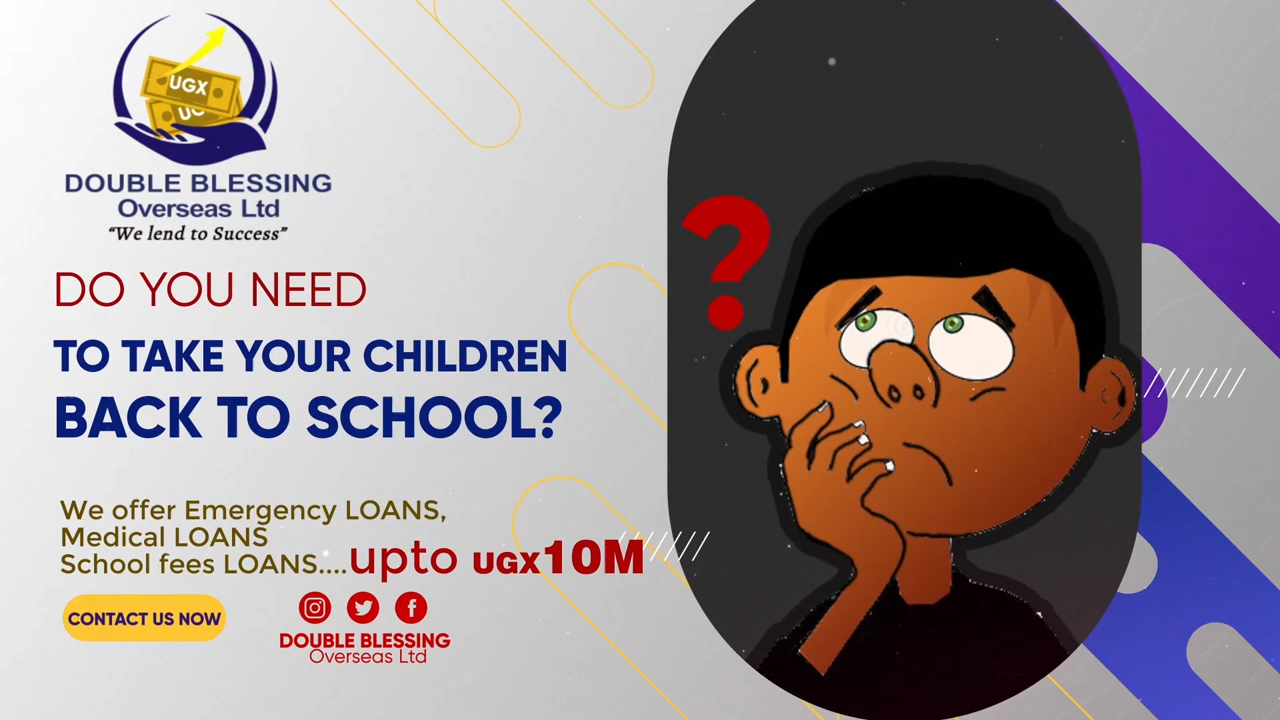 UGX
DOUBLE BLESSING
Overseas Ltd
“We lend to Success”
DO YOU NEED
TO TAKE YOUR CHILDREN
BACK TO SCHOOL?
We offer Emergency LOANS,
Medical LOANS
School fees LOANS....upto UGX10M
CONTACT US NOW
DOUBLE BLESSING
Overseas Ltd
?